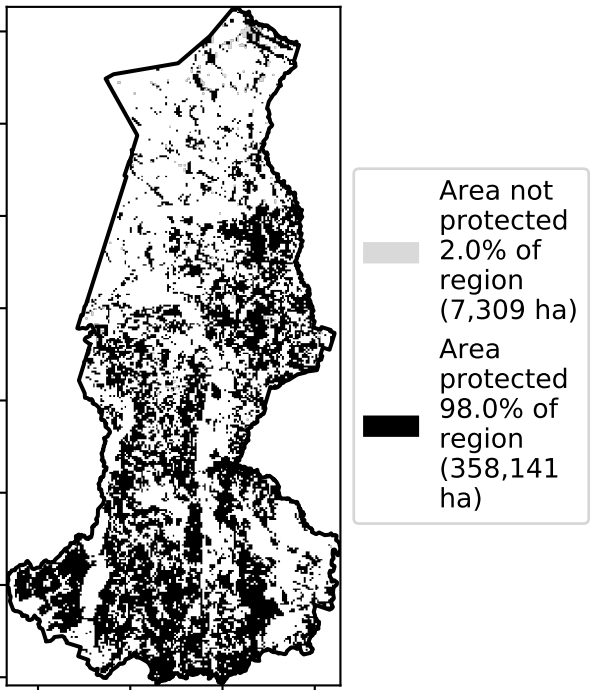 Area not
protected
2.0% of
region
(7,309 ha)
Area
protected
98.0% of
region
(358,141
ha)